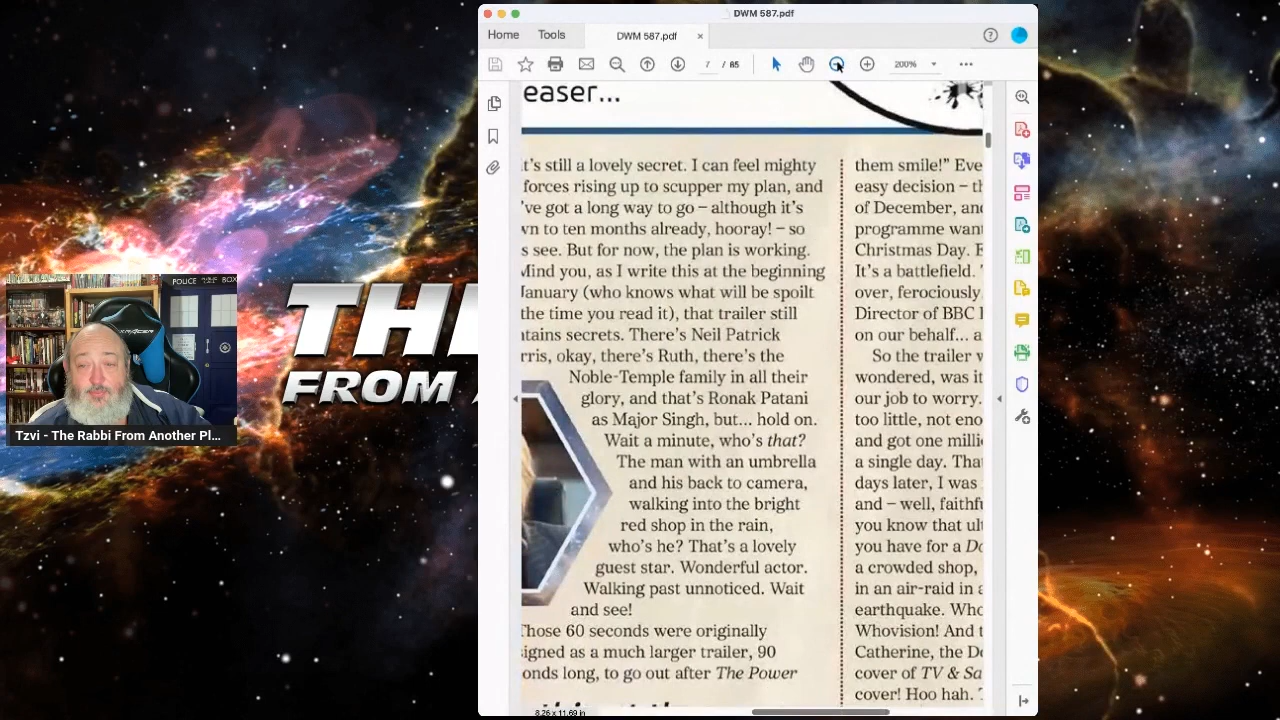 DWM 587.pdf
Home
Tools
DWM 587.pdf
7 / 85
200%
easer...
it's still a lovely secret. I can feel mighty
forces rising up to scupper my plan, and
've got a long way to go – although it's
wn to ten months already, hooray! – so
s see. But for now, the plan is working.
Mind you, as I write this at the beginning
January (who knows what will be spoilt
the time you read it), that trailer still
tains secrets. There's Neil Patrick
rris, okay, there's Ruth, there's the
Noble-Temple family in all their
glory, and that's Ronak Patani
as Major Singh, but... hold on.
Wait a minute, who's that?
The man with an umbrella
and his back to camera,
walking into the bright
red shop in the rain,
who's he? That's a lovely
guest star. Wonderful actor.
Walking past unnoticed. Wait
and see!
Those 60 seconds were originally
igned as a much larger trailer, 90
onds long, to go out after The Power
them smile!" Eve
easy decision – th
of December, and
programme want
Christmas Day. E
It's a battlefield.
over, ferociously
Director of BBC
on our behalf... a
So the trailer w
wondered, was it
our job to worry.
too little, not eno
and got one milli
a single day. That
days later, I was
and – well, faithf
you know that ult
you have for a Do
a crowded shop,
in an air-raid in a
earthquake. Who
Whovision! And t
Catherine, the Do
cover of TV & Sa
cover! Hoo hah. T
8.26 x 11.69 in
POLICE BOX
Tzvi - The Rabbi From Another Pl...
THE
FROM A